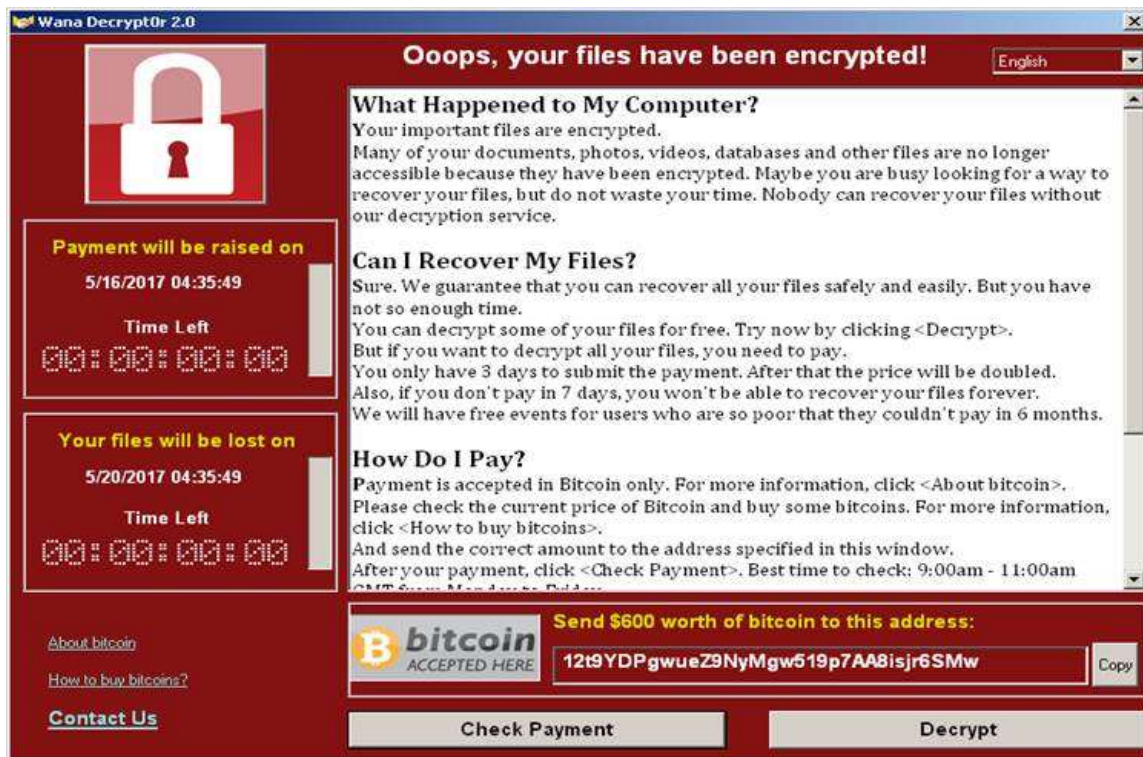 Wana Decrypt0r 2.0
Ooops, your files have been encrypted!
English
Payment will be raised on
5/16/2017 04:35:49
Time Left
00:00:00:00
Your files will be lost on
5/20/2017 04:35:49
Time Left
00:00:00:00
About bitcoin
How to buy bitcoins?
Contact Us
What Happened to My Computer?
Your important files are encrypted.
Many of your documents, photos, videos, databases and other files are no longer
accessible because they have been encrypted. Maybe you are busy looking for a way to
recover your files, but do not waste your time. Nobody can recover your files without
our decryption service.
Can I Recover My Files?
Sure. We guarantee that you can recover all your files safely and easily. But you have
not so enough time.
You can decrypt some of your files for free. Try now by clicking <Decrypt>.
But if you want to decrypt all your files, you need to pay.
You only have 3 days to submit the payment. After that the price will be doubled.
Also, if you don't pay in 7 days, you won't be able to recover your files forever.
We will have free events for users who are so poor that they couldn't pay in 6 months.
How Do I Pay?
Payment is accepted in Bitcoin only. For more information, click <About bitcoin>.
Please check the current price of Bitcoin and buy some bitcoins. For more information,
click <How to buy bitcoins>.
And send the correct amount to the address specified in this window.
After your payment, click <Check Payment>. Best time to check: 9:00am - 11:00am
GMT from Monday to Friday
bitcoin
ACCEPTED HERE
Send $600 worth of bitcoin to this address:
12t9YDPgwueZ9NyMgw519p7AA8isjr6SMw
Copy
Check Payment
Decrypt